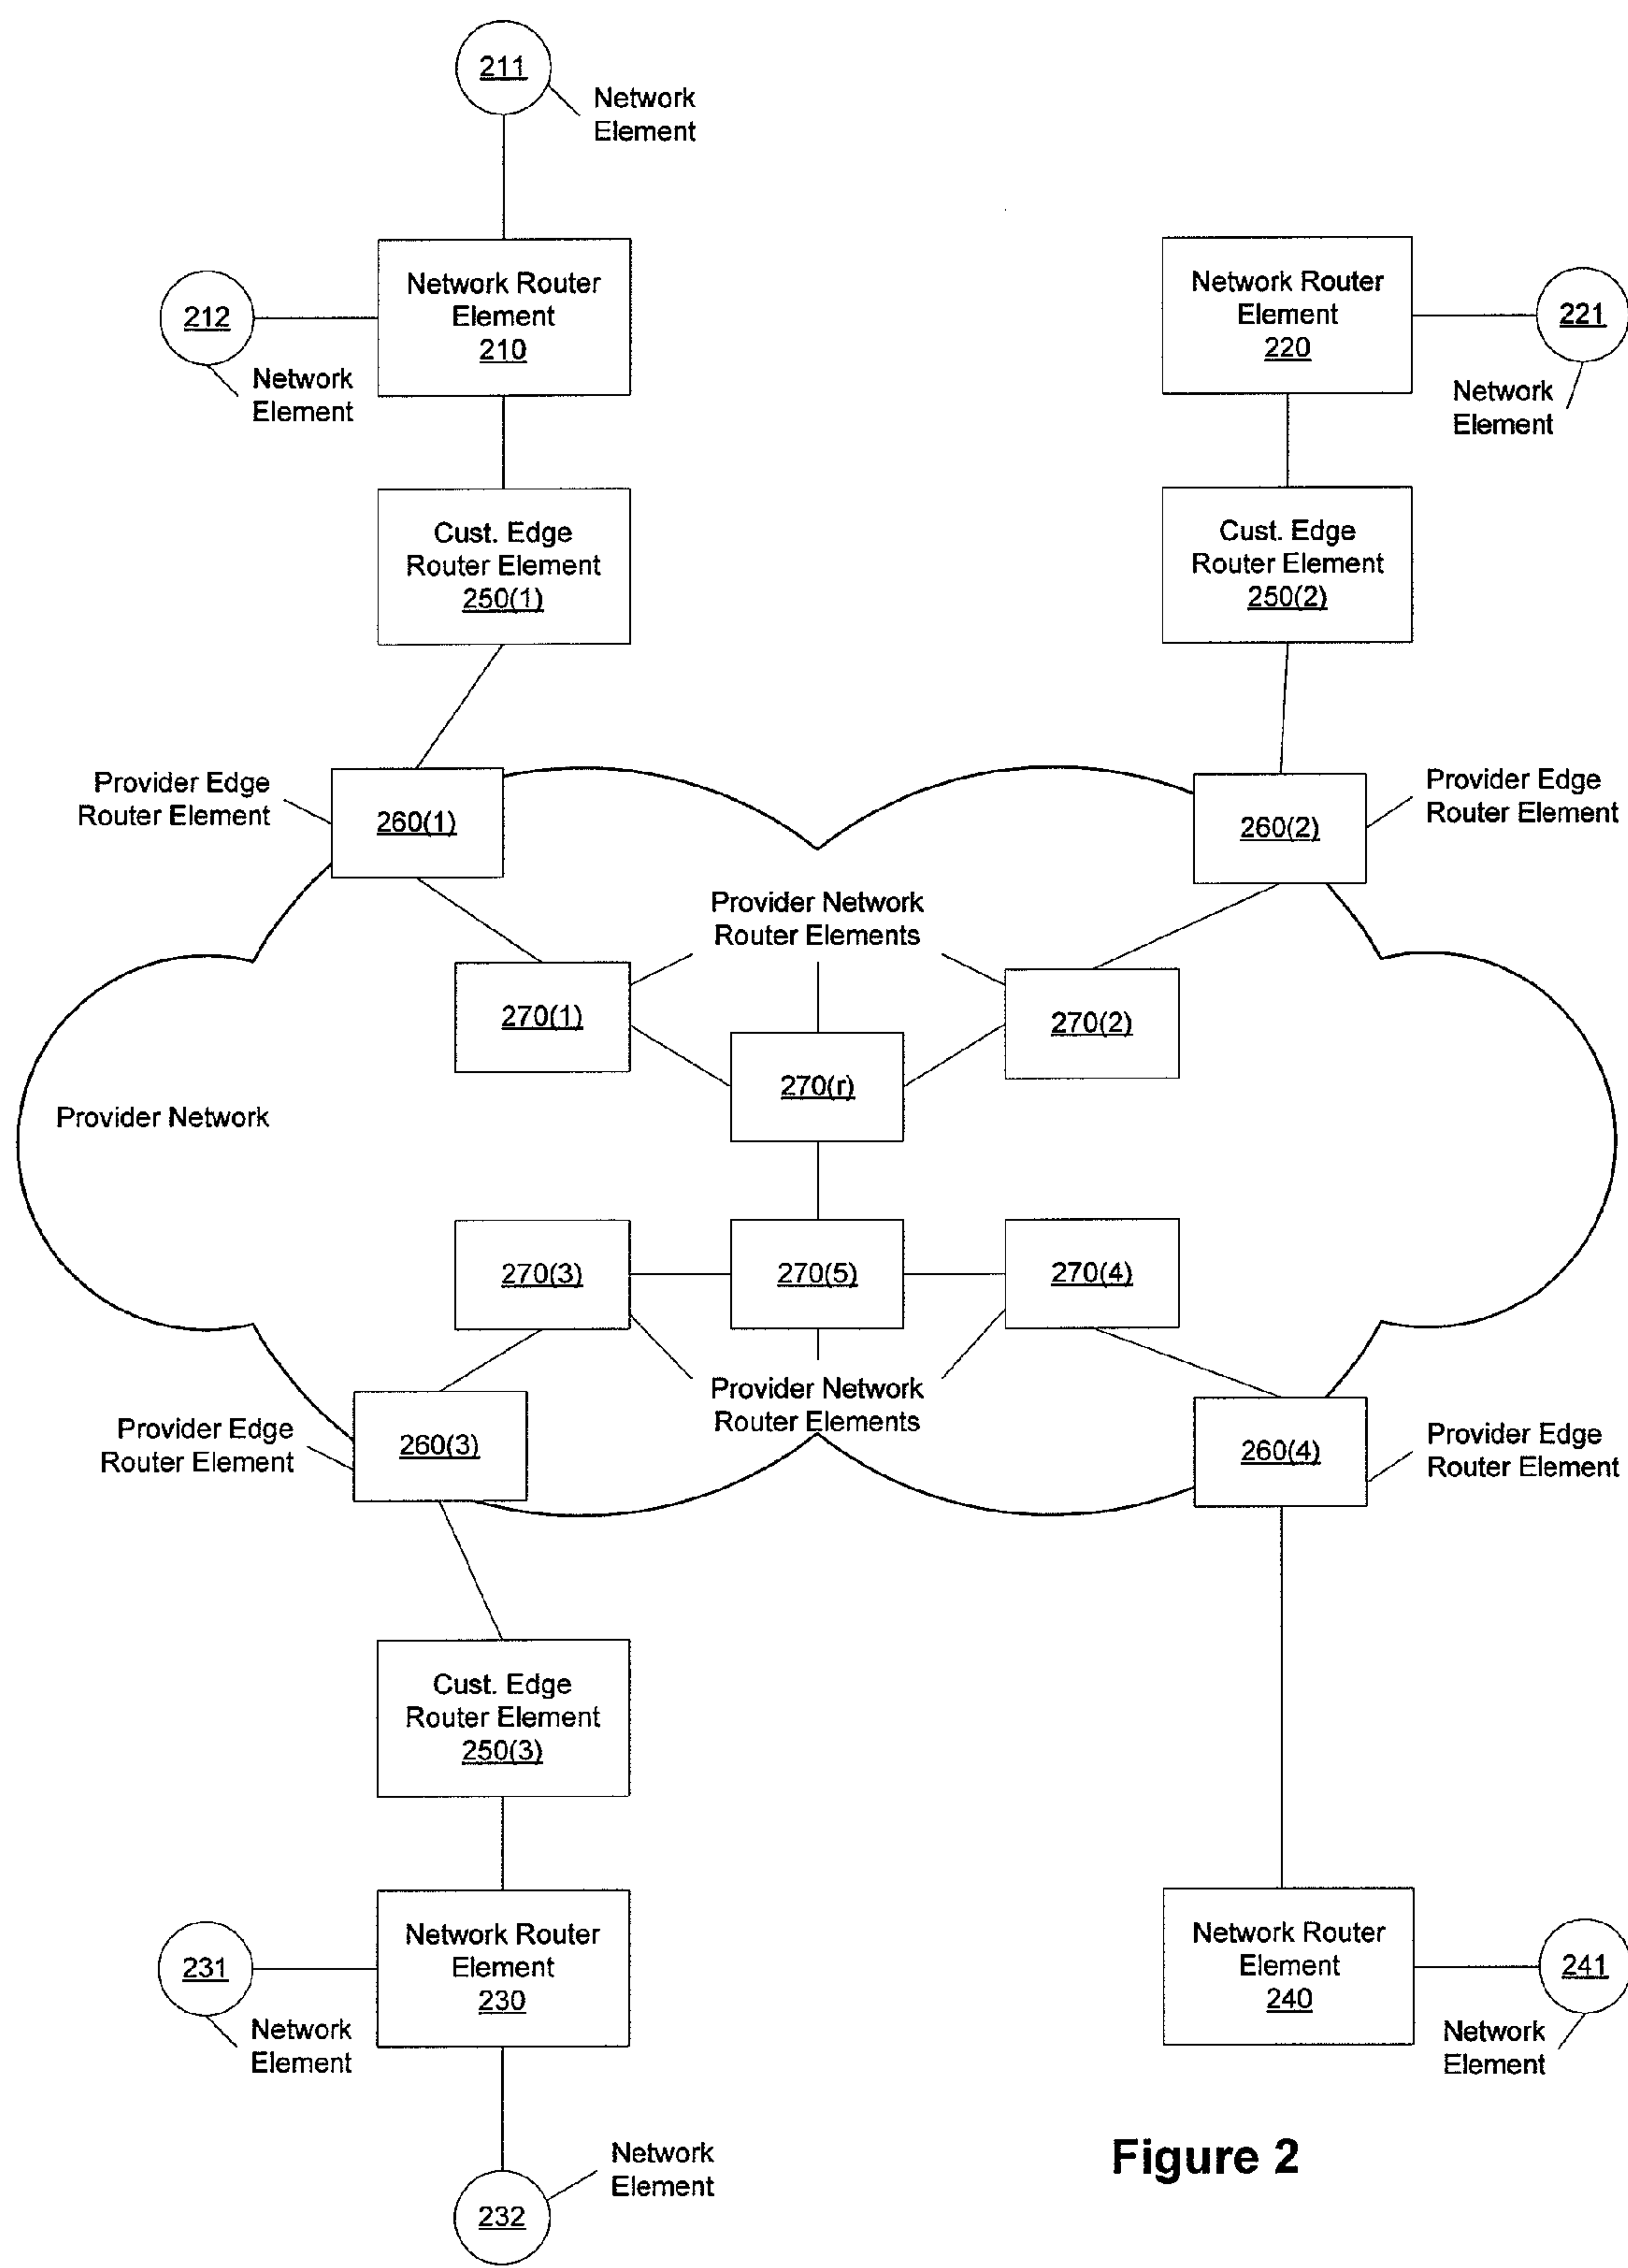 211
Network
Element
Network Router
Element
210
212
Network
Element
Network Router
Element
220
221
Network
Element
Cust. Edge
Router Element
250(1)
Cust. Edge
Router Element
250(2)
Provider Edge
Router Element
260(1)
260(2)
Provider Edge
Router Element
Provider Network
Router Elements
270(1)
270(r)
270(2)
Provider Network
270(3)
270(5)
270(4)
Provider Network
Router Elements
Provider Edge
Router Element
260(3)
260(4)
Provider Edge
Router Element
Cust. Edge
Router Element
250(3)
Network Router
Element
230
231
Network
Element
Network Router
Element
240
241
Network
Element
232
Network
Element
Figure 2